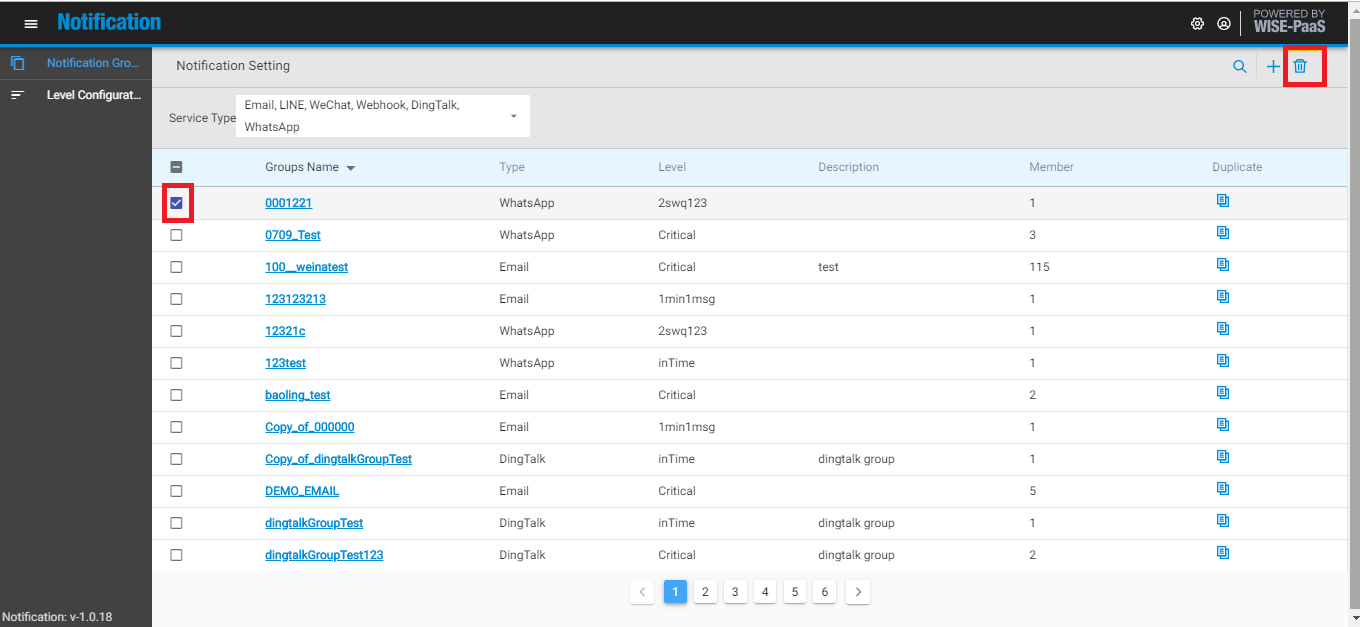 Notification
POWERED BY
WISE-PaaS
Notification Gro...
Level Configurat...
Notification Setting
Service Type
Email, LINE, WeChat, Webhook, DingTalk,
WhatsApp
Groups Name Type Level Description Member Duplicate
0001221 WhatsApp 2swq123 1
0709_Test WhatsApp Critical 3
100__weinatest Email Critical test 115
123123213 Email 1min1msg 1
12321c WhatsApp 2swq123 1
123test WhatsApp inTime 1
baoling_test Email Critical 2
Copy_of_000000 Email 1min1msg 1
Copy_of_dingtalkGroupTest DingTalk inTime dingtalk group 1
DEMO_EMAIL Email Critical 5
dingtalkGroupTest DingTalk inTime dingtalk group 1
dingtalkGroupTest123 DingTalk Critical dingtalk group 2
1 2 3 4 5 6
Notification: v-1.0.18